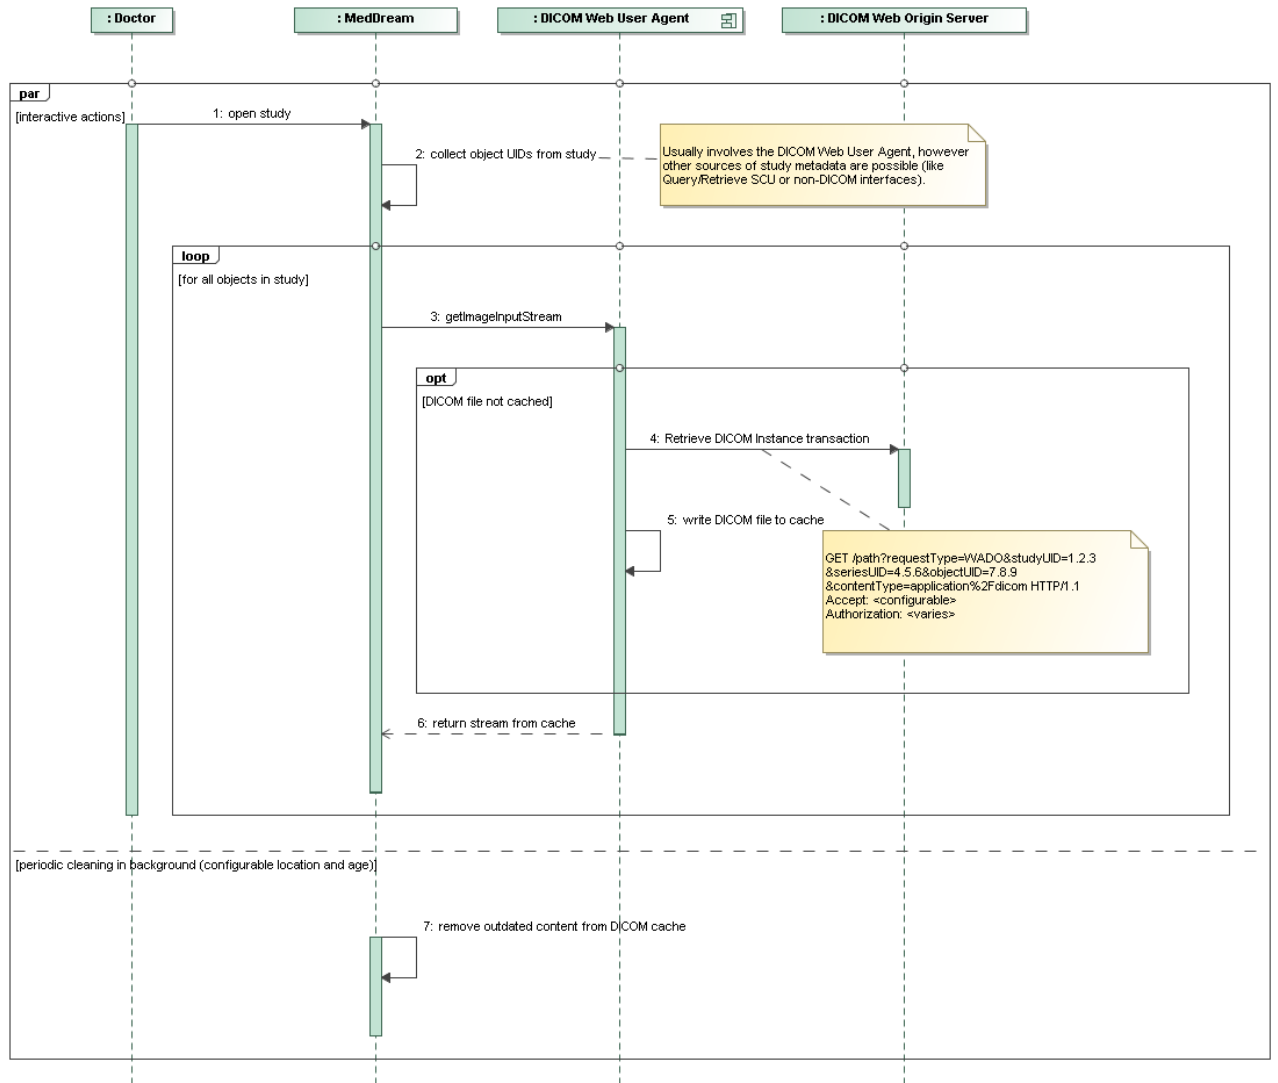 : Doctor
: MedDream
: DICOM Web User Agent
: DICOM Web Origin Server
par
[interactive actions]
1: open study
2: collect object UIDs from study
Usually involves the DICOM Web User Agent, however
other sources of study metadata are possible (like
Query/Retrieve SCU or non-DICOM interfaces).
loop
[for all objects in study]
3: getImageInputStream
opt
[DICOM file not cached]
4: Retrieve DICOM Instance transaction
5: write DICOM file to cache
GET /path?requestType=WADO&studyUID=1.2.3
&seriesUID=4.5.6&objectUID=7.8.9
&contentType=application%2Fdicom HTTP/1.1
Accept: <configurable>
Authorization: <varies>
6: return stream from cache
[periodic cleaning in background (configurable location and age)]
7: remove outdated content from DICOM cache